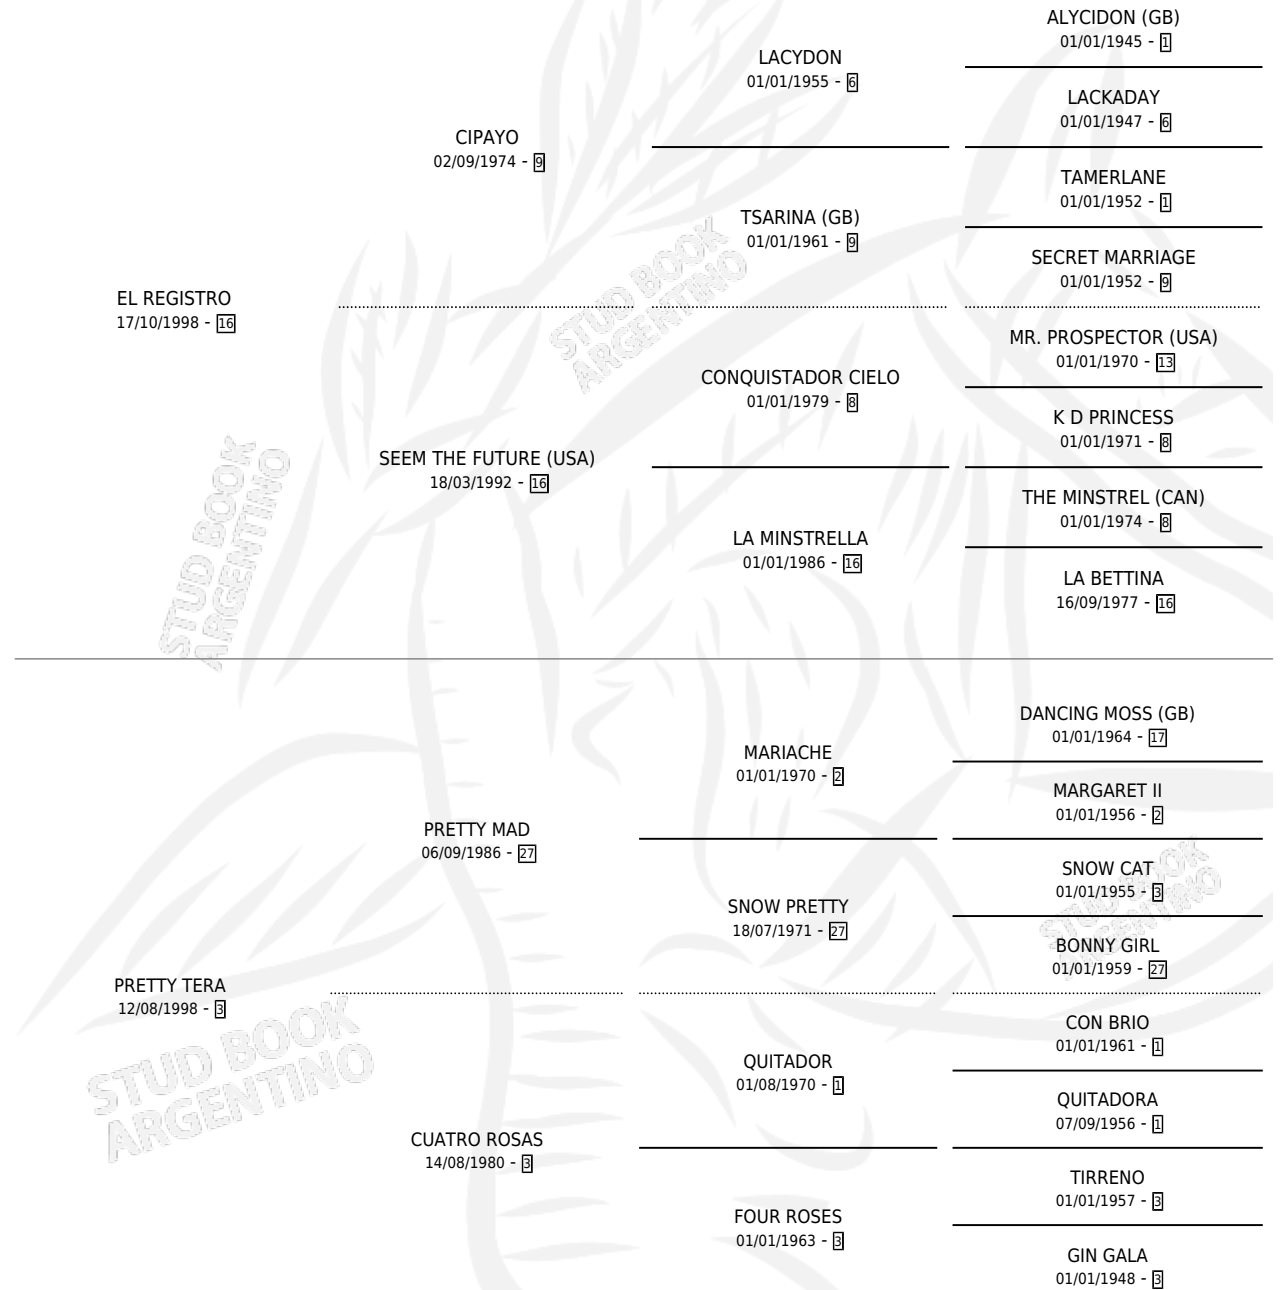 ALYCIDON (GB)
01/01/1945 - 1
LACYDON
01/01/1955 - 6
LACKADAY
01/01/1947 - 6
CIPAYO
02/09/1974 - 9
TAMERLANE
01/01/1952 - 1
TSARINA (GB)
01/01/1961 - 9
SECRET MARRIAGE
01/01/1952 - 9
EL REGISTRO
17/10/1998 - 16
MR. PROSPECTOR (USA)
01/01/1970 - 13
CONQUISTADOR CIELO
01/01/1979 - 8
K D PRINCESS
01/01/1971 - 8
SEEM THE FUTURE (USA)
18/03/1992 - 16
THE MINSTREL (CAN)
01/01/1974 - 8
LA MINSTRELLA
01/01/1986 - 16
LA BETTINA
16/09/1977 - 16
STUD BOOK
ARGENTINO
STUD BOOK
ARGENTINO
DANCING MOSS (GB)
01/01/1964 - 17
MARIACHE
01/01/1970 - 2
MARGARET II
01/01/1956 - 2
PRETTY MAD
06/09/1986 - 27
SNOW CAT
01/01/1955 - 3
SNOW PRETTY
18/07/1971 - 27
BONNY GIRL
01/01/1959 - 27
STUD BOOK
ARGENTINO
PRETTY TERA
12/08/1998 - 3
CON BRIO
01/01/1961 - 1
QUITADOR
01/08/1970 - 1
QUITADORA
07/09/1956 - 1
STUD BOOK
ARGENTINO
CUATRO ROSAS
14/08/1980 - 3
TIRRENO
01/01/1957 - 3
FOUR ROSES
01/01/1963 - 3
GIN GALA
01/01/1948 - 3